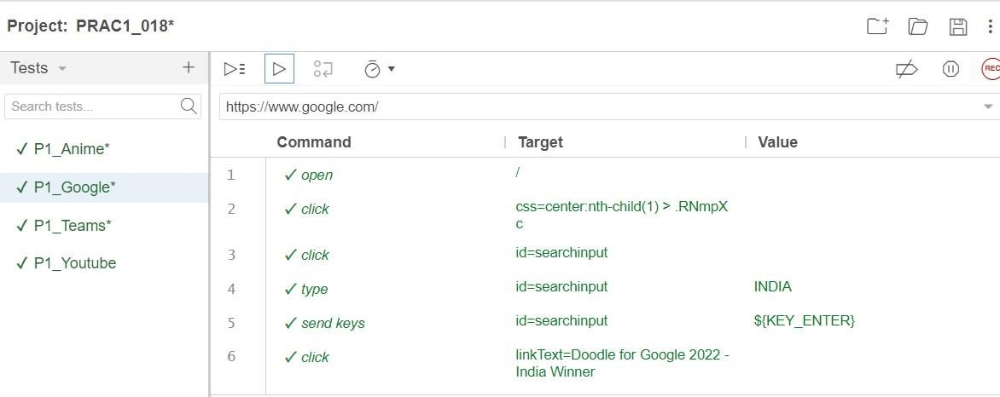 Project: PRAC1_018*
Tests
Search tests...
P1_Anime*
P1_Google*
P1_Teams*
P1_Youtube
REC
https://www.google.com/
Command Target Value
1 open /
2 click css=center:nth-child(1) > .RNmpX
c
3 click id=searchinput
4 type id=searchinput INDIA
5 send keys id=searchinput ${KEY_ENTER}
6 click linkText=Doodle for Google 2022 -
India Winner